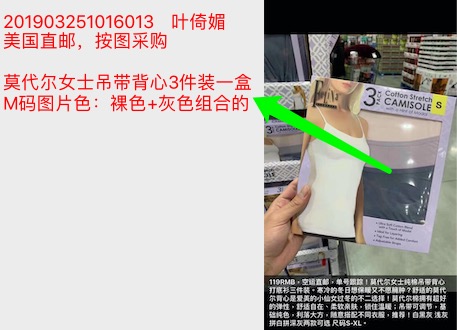 201903251016013 叶倚媚
美国直邮，按图采购
莫代尔女士吊带背心3件装一盒
M码图片色：裸色+灰色组合的
3 PACK
Cotton Stretch
CAMISOLE
with a Hint of Modal
S
119RMB，空运直邮，单号跟踪！莫代尔女士纯棉吊带背心
打底衫三件装。寒冷的冬日想保暖又不愿臃肿？舒适的莫代
尔背心是爱美的小仙女过冬的不二选择！莫代尔棉拥有超好
的弹性，舒适自在，柔软亲肤，锁住温暖；吊带可调节，基
础纯色，利落大方，随意搭配不同衣服，推荐！白黑灰 浅灰
拼白拼深灰两款可选 尺码S-XL。